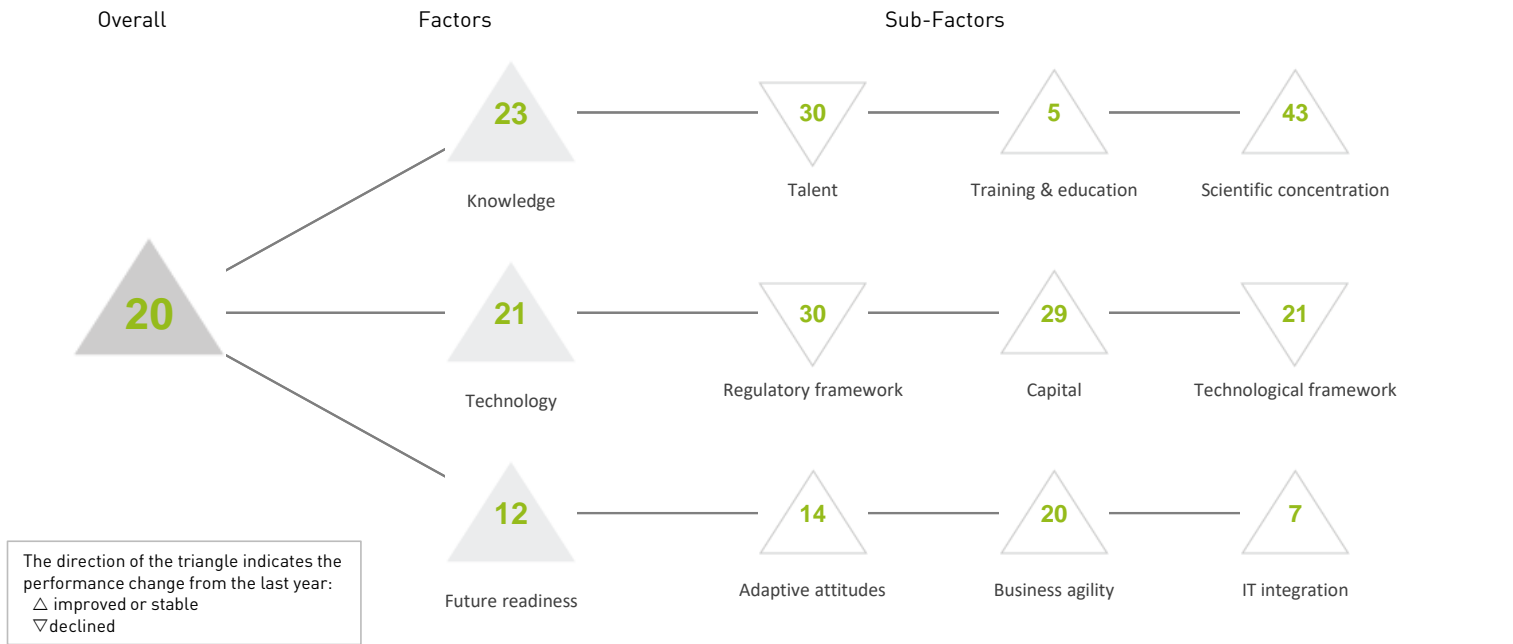 Overall
Factors
Sub-Factors
23
30
5
43
Knowledge
Talent
Training & education
Scientific concentration
20
21
30
29
21
Technology
Regulatory framework
Capital
Technological framework
12
14
20
7
Future readiness
Adaptive attitudes
Business agility
IT integration
The direction of the triangle indicates the
performance change from the last year:
△ improved or stable
▽declined